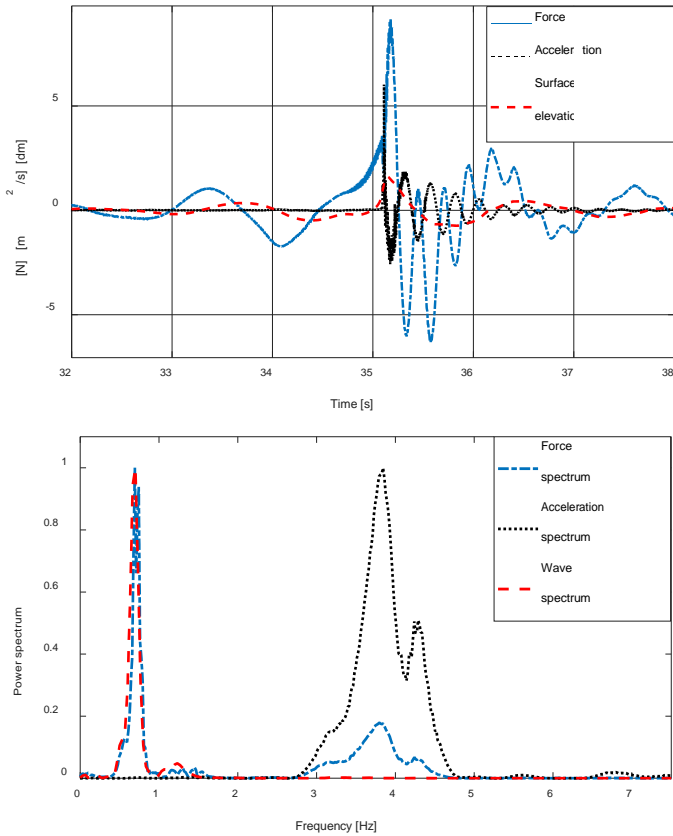 Force
Acceler tion
Surface
elevatic
5
0
-5
2
/s] [dm]
[N] [m
32 33 34 35 36 37 38
Time [s]
Force
spectrum
Acceleration
spectrum
Wave
spectrum
1
0.8
0.6
0.4
0.2
0
Power spectrum
0 1 2 3 4 5 6 7
Frequency [Hz]